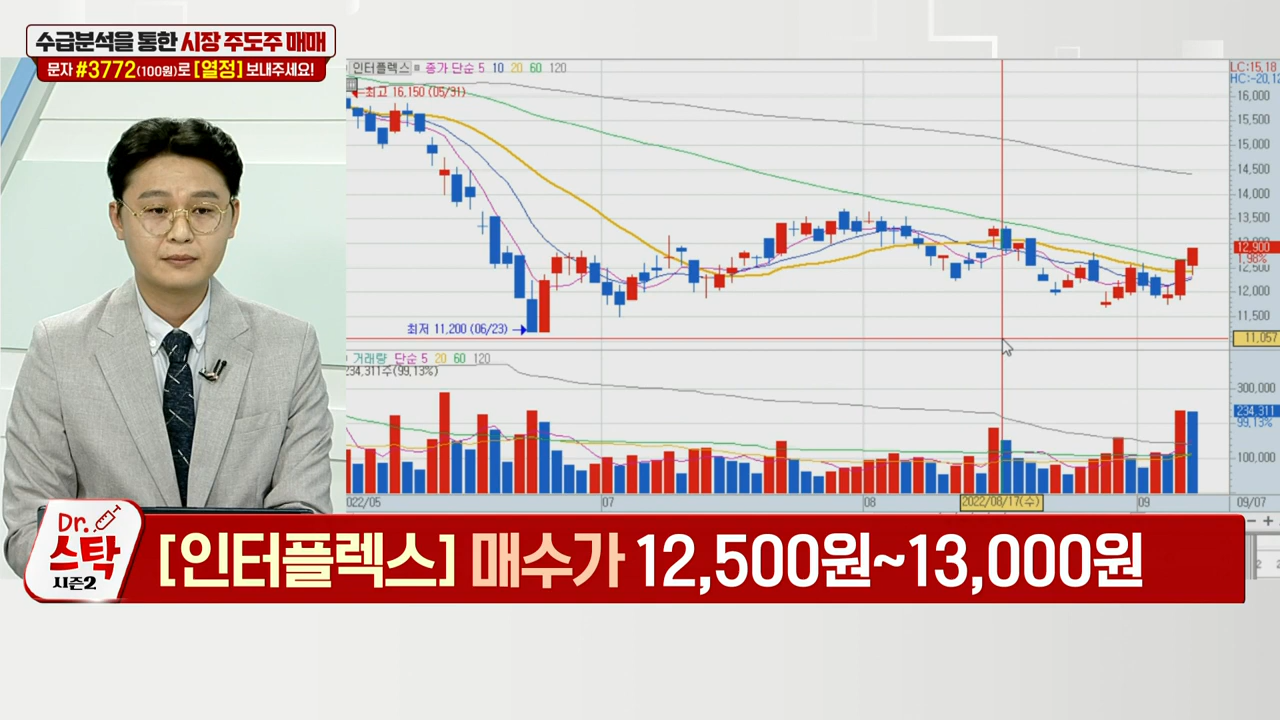 수급분석을 통한 시장 주도주 매매
문자 #3772(100원)로 [열정] 보내주세요!
인터플렉스 종가 단순 5 10 20 60 120
최고 16,150 (05/31)
최저 11,200 (06/23)
LC:15,18
HC:-20,12
16,000
15,500
15,000
14,500
14,000
13,500
12,900
1.98%
12,500
12,000
11,500
11,057
거래량 단순 5 20 60 120
234,311주(99,13%)
300,000
234,311
99,13%
100,000
022/05
07
08
2022/08/17(수)
09
09/07
Dr.
스탁
시즌2
[인터플렉스] 매수가 12,500원~13,000원